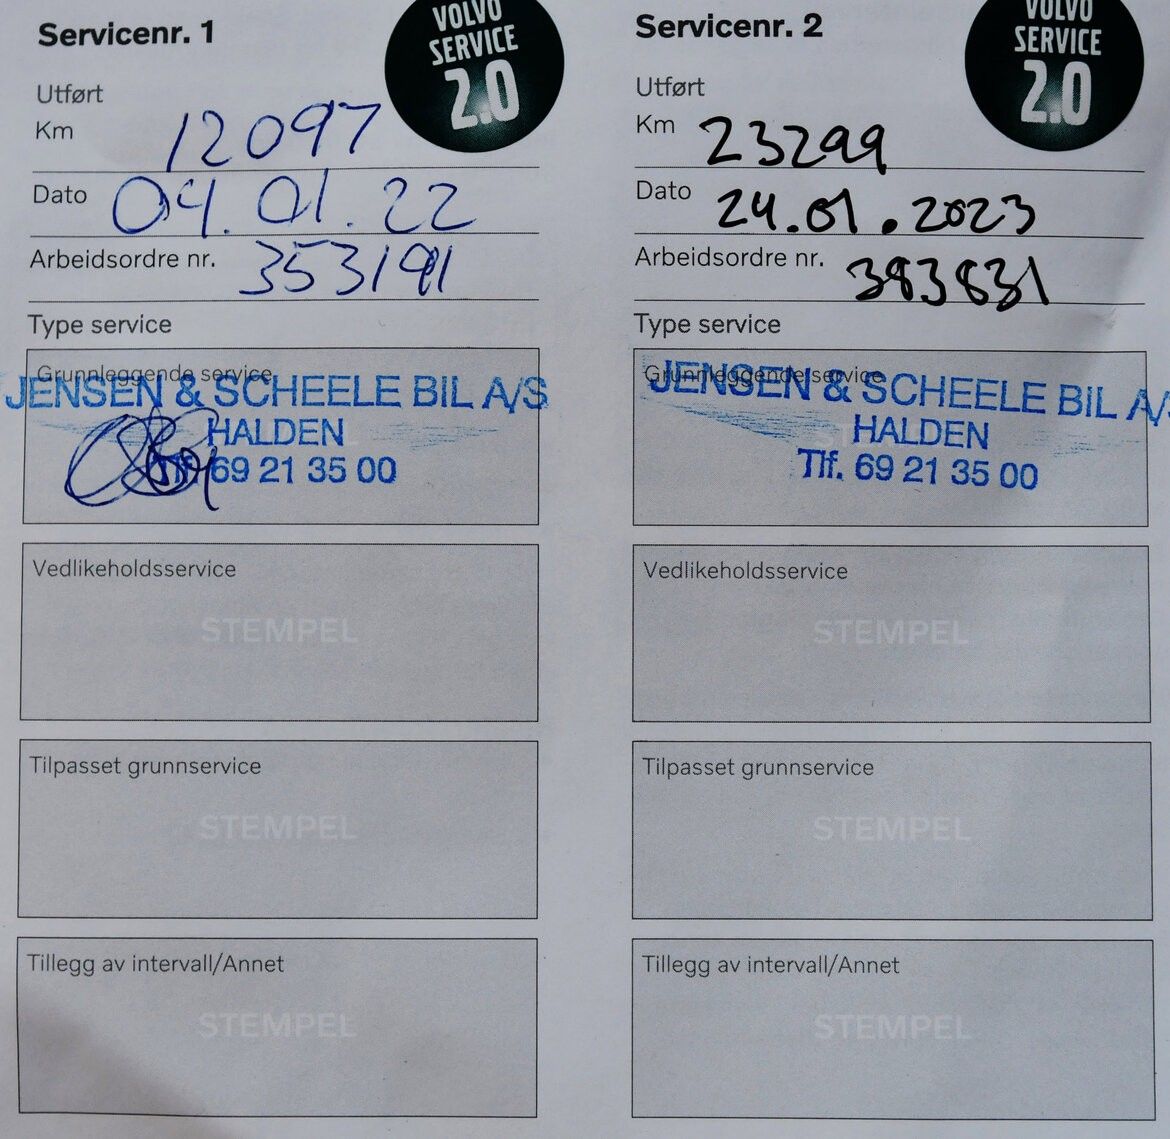 Servicenr. 1
VOLVO
SERVICE
2.0
Utført
Km 12097
Dato 04.01.22
Arbeidsordre nr. 353191
Type service
Grunnleggende service
JENSEN & SCHEELE BIL A/S
HALDEN
Tlf. 69 21 35 00
Vedlikeholdsservice
STEMPEL
Tilpasset grunnservice
STEMPEL
Tillegg av intervall/Annet
STEMPEL
Servicenr. 2
VOLVO
SERVICE
2.0
Utført
Km 23299
Dato 24.01.2023
Arbeidsordre nr. 383831
Type service
Grunnleggende service
JENSEN & SCHEELE BIL A/
HALDEN
Tlf. 69 21 35 00
Vedlikeholdsservice
STEMPEL
Tilpasset grunnservice
STEMPEL
Tillegg av intervall/Annet
STEMPEL